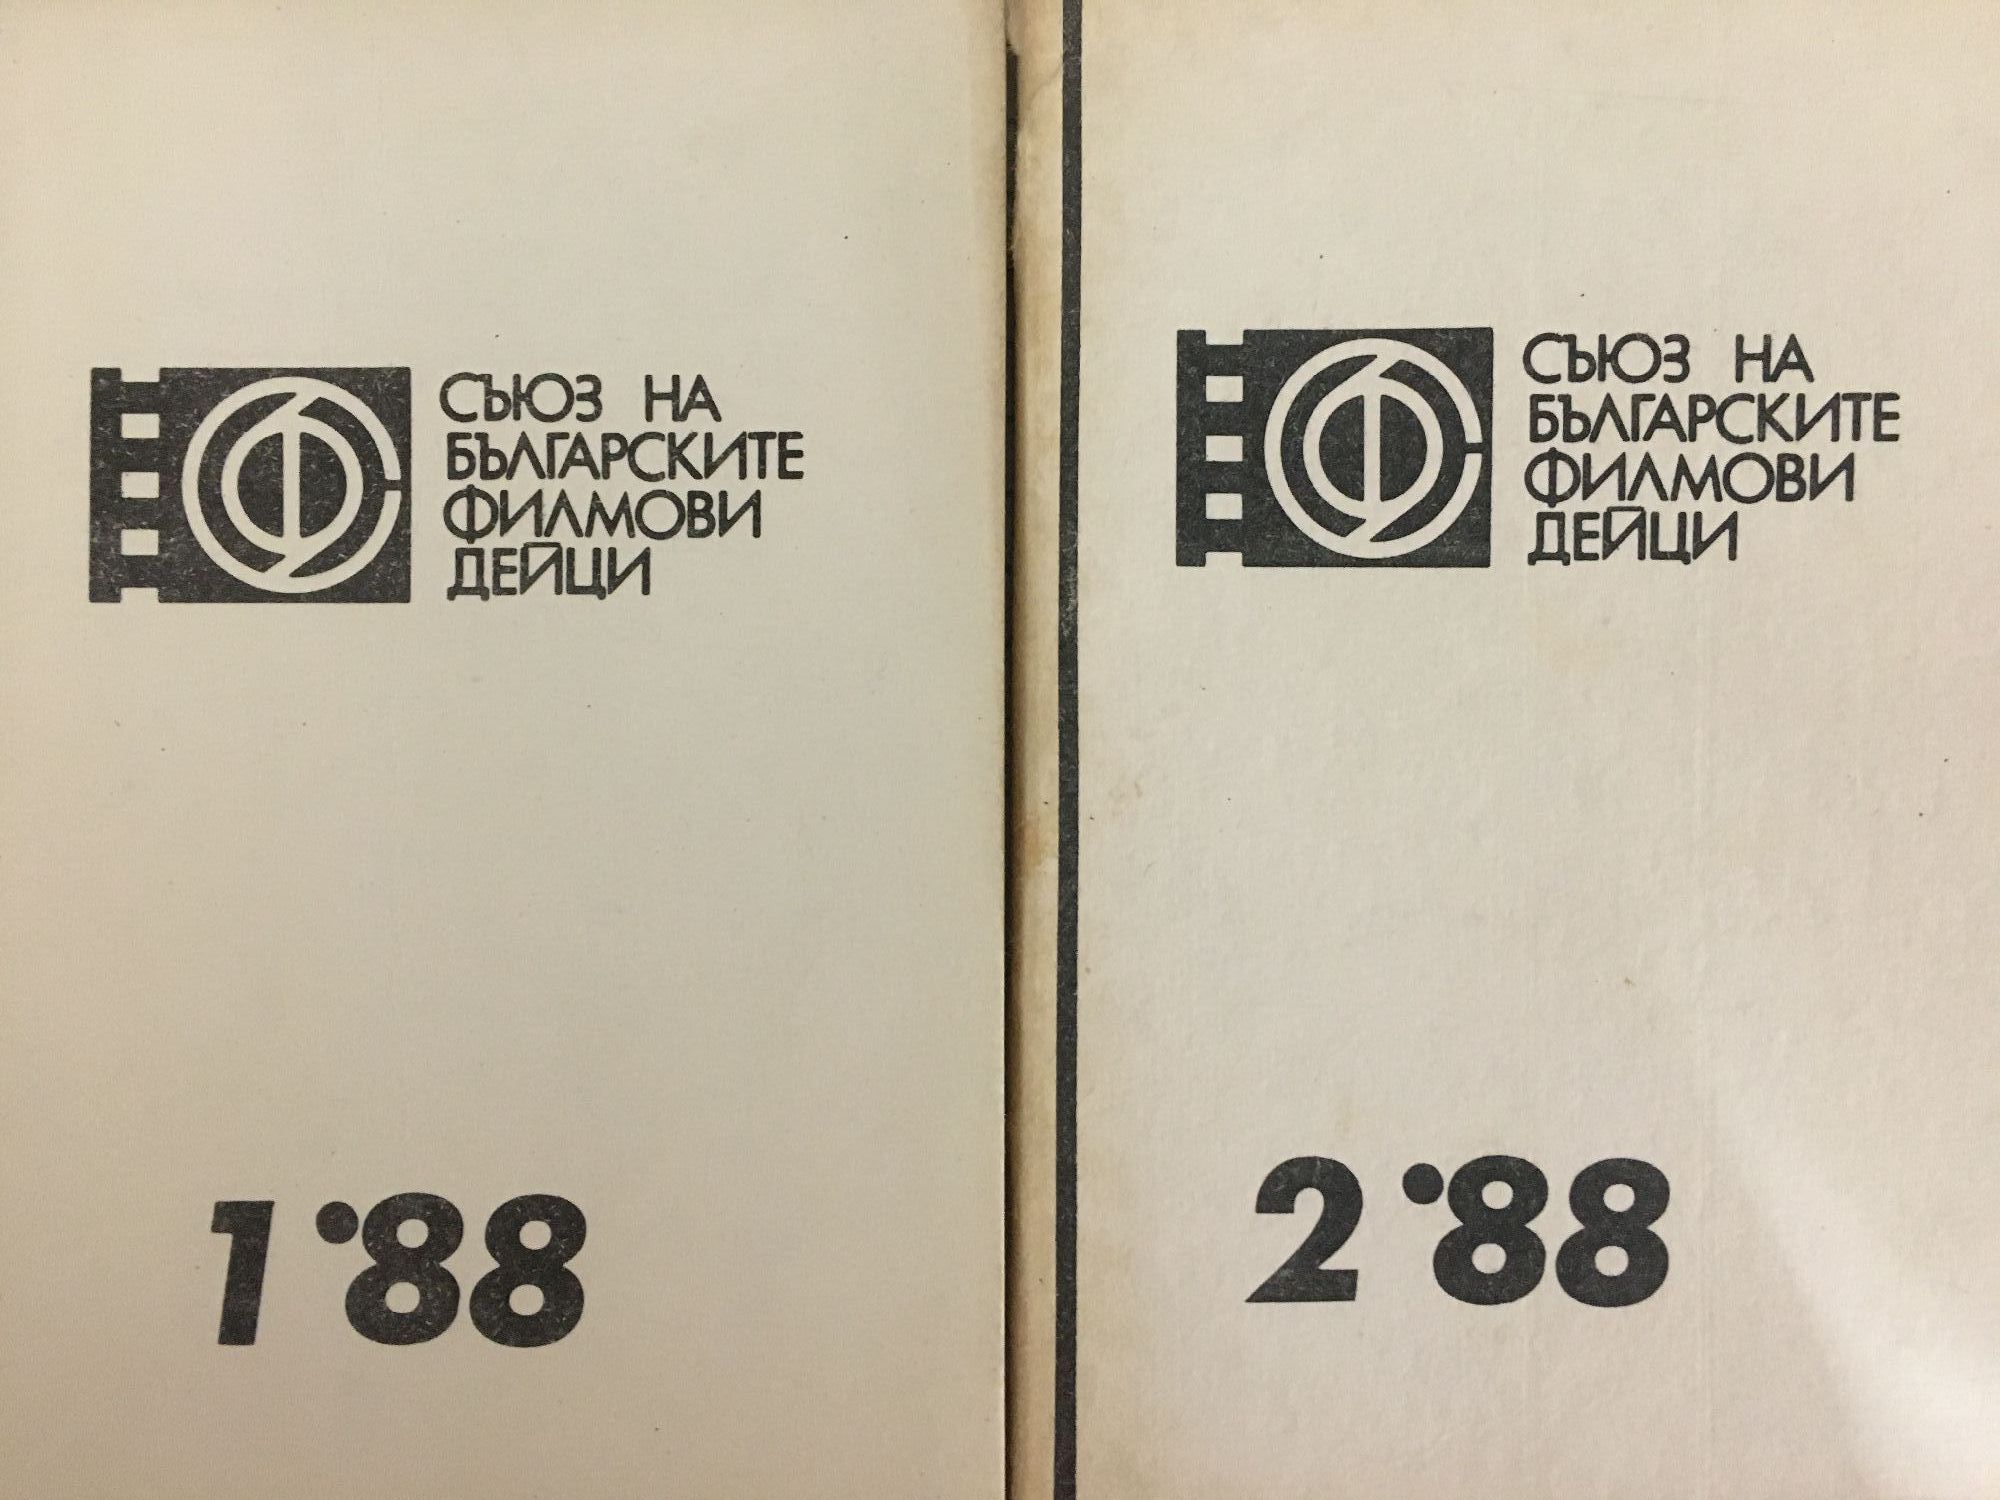 СЪЮЗ НА
БЪЛГАРСКИТЕ
ФИЛМОВИ
ДЕЙЦИ
1•88
СЪЮЗ НА
БЪЛГАРСКИТЕ
ФИЛМОВИ
ДЕЙЦИ
2•88